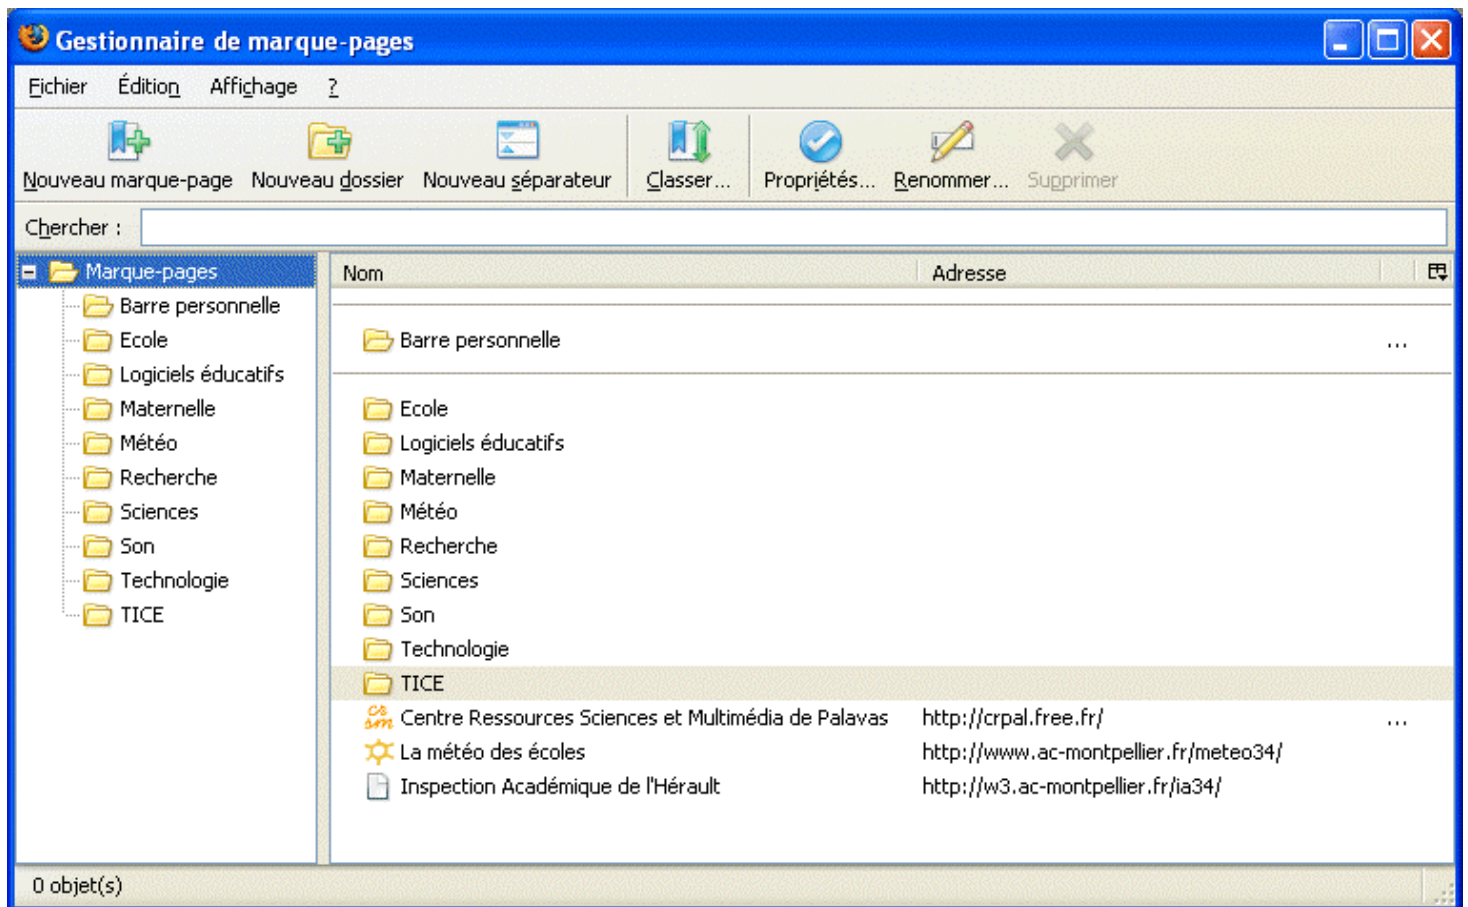 Gestionnaire de marque-pages
Fichier Édition Affichage ?
Nouveau marque-page Nouveau dossier Nouveau séparateur Classer... Propriétés... Renommer... Supprimer
Chercher :
Marque-pages
Barre personnelle
Ecole
Logiciels éducatifs
Maternelle
Météo
Recherche
Sciences
Son
Technologie
TICE
Nom Adresse
Barre personnelle ...
Ecole
Logiciels éducatifs
Maternelle
Météo
Recherche
Sciences
Son
Technologie
TICE
Centre Ressources Sciences et Multimédia de Palavas http://crpal.free.fr/ ...
La météo des écoles http://www.ac-montpellier.fr/meteo34/
Inspection Académique de l'Hérault http://w3.ac-montpellier.fr/ia34/
0 objet(s)